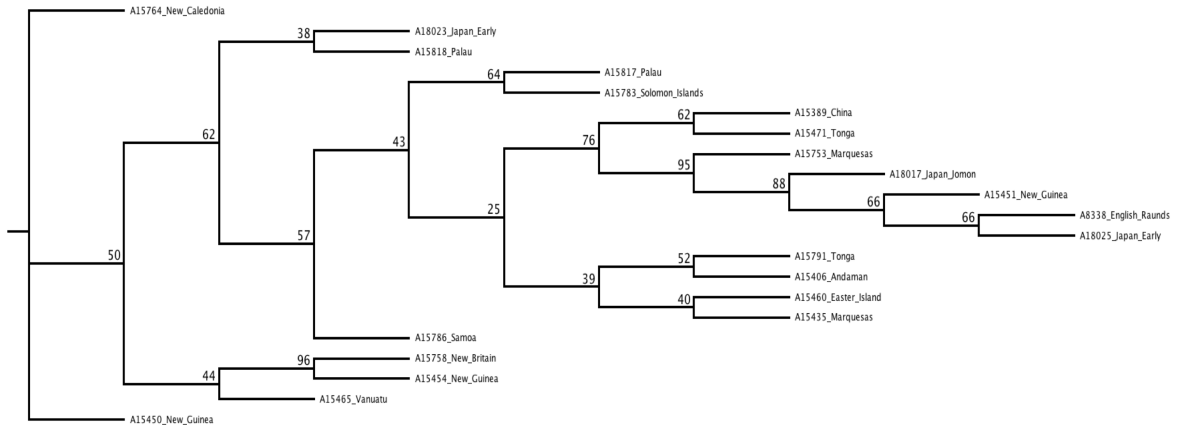 A15764_New_Caledonia
38 A18023_Japan_Early
A15818_Palau
64 A15817_Palau
A15783_Solomon_Islands
62 A15389_China
62 43 76 A15471_Tonga
95 A15753_Marquesas
88 A18017_Japan_Jomon
66 A15451_New_Guinea
25 66 A8338_English_Raunds
57 A18025_Japan_Early
50 52 A15791_Tonga
39 A15406_Andaman
40 A15460_Easter_Island
A15435_Marquesas
A15786_Samoa
96 A15758_New_Britain
44 A15454_New_Guinea
A15465_Vanuatu
A15450_New_Guinea